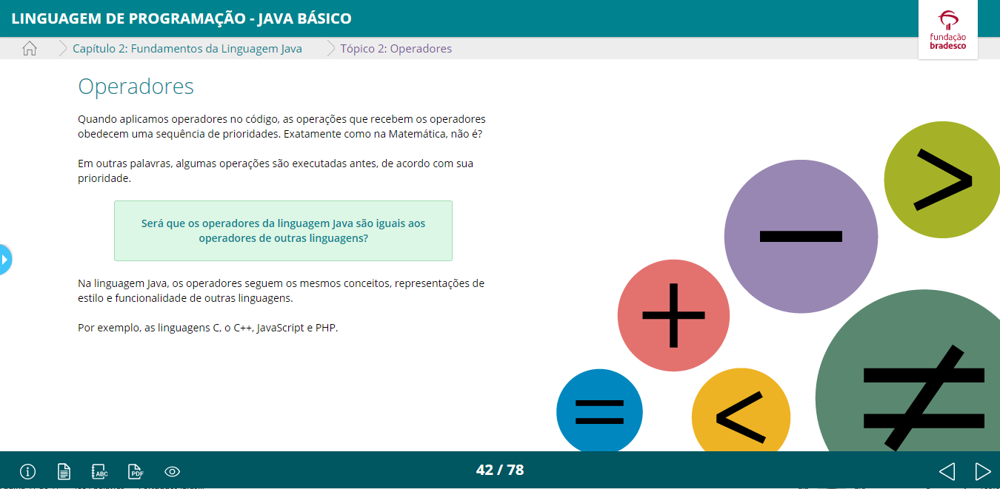 LINGUAGEM DE PROGRAMAÇÃO - JAVA BÁSICO
fundação
bradesco
Capítulo 2: Fundamentos da Linguagem Java
Tópico 2: Operadores
Operadores
Quando aplicamos operadores no código, as operações que recebem os operadores
obedecem uma sequência de prioridades. Exatamente como na Matemática, não é?
Em outras palavras, algumas operações são executadas antes, de acordo com sua
prioridade.
Será que os operadores da linguagem Java são iguais aos
operadores de outras linguagens?
Na linguagem Java, os operadores seguem os mesmos conceitos, representações de
estilo e funcionalidade de outras linguagens.
Por exemplo, as linguagens C, o C++, JavaScript e PHP.
>
−
+
=
<
≠
ABC
PDF
42 / 78